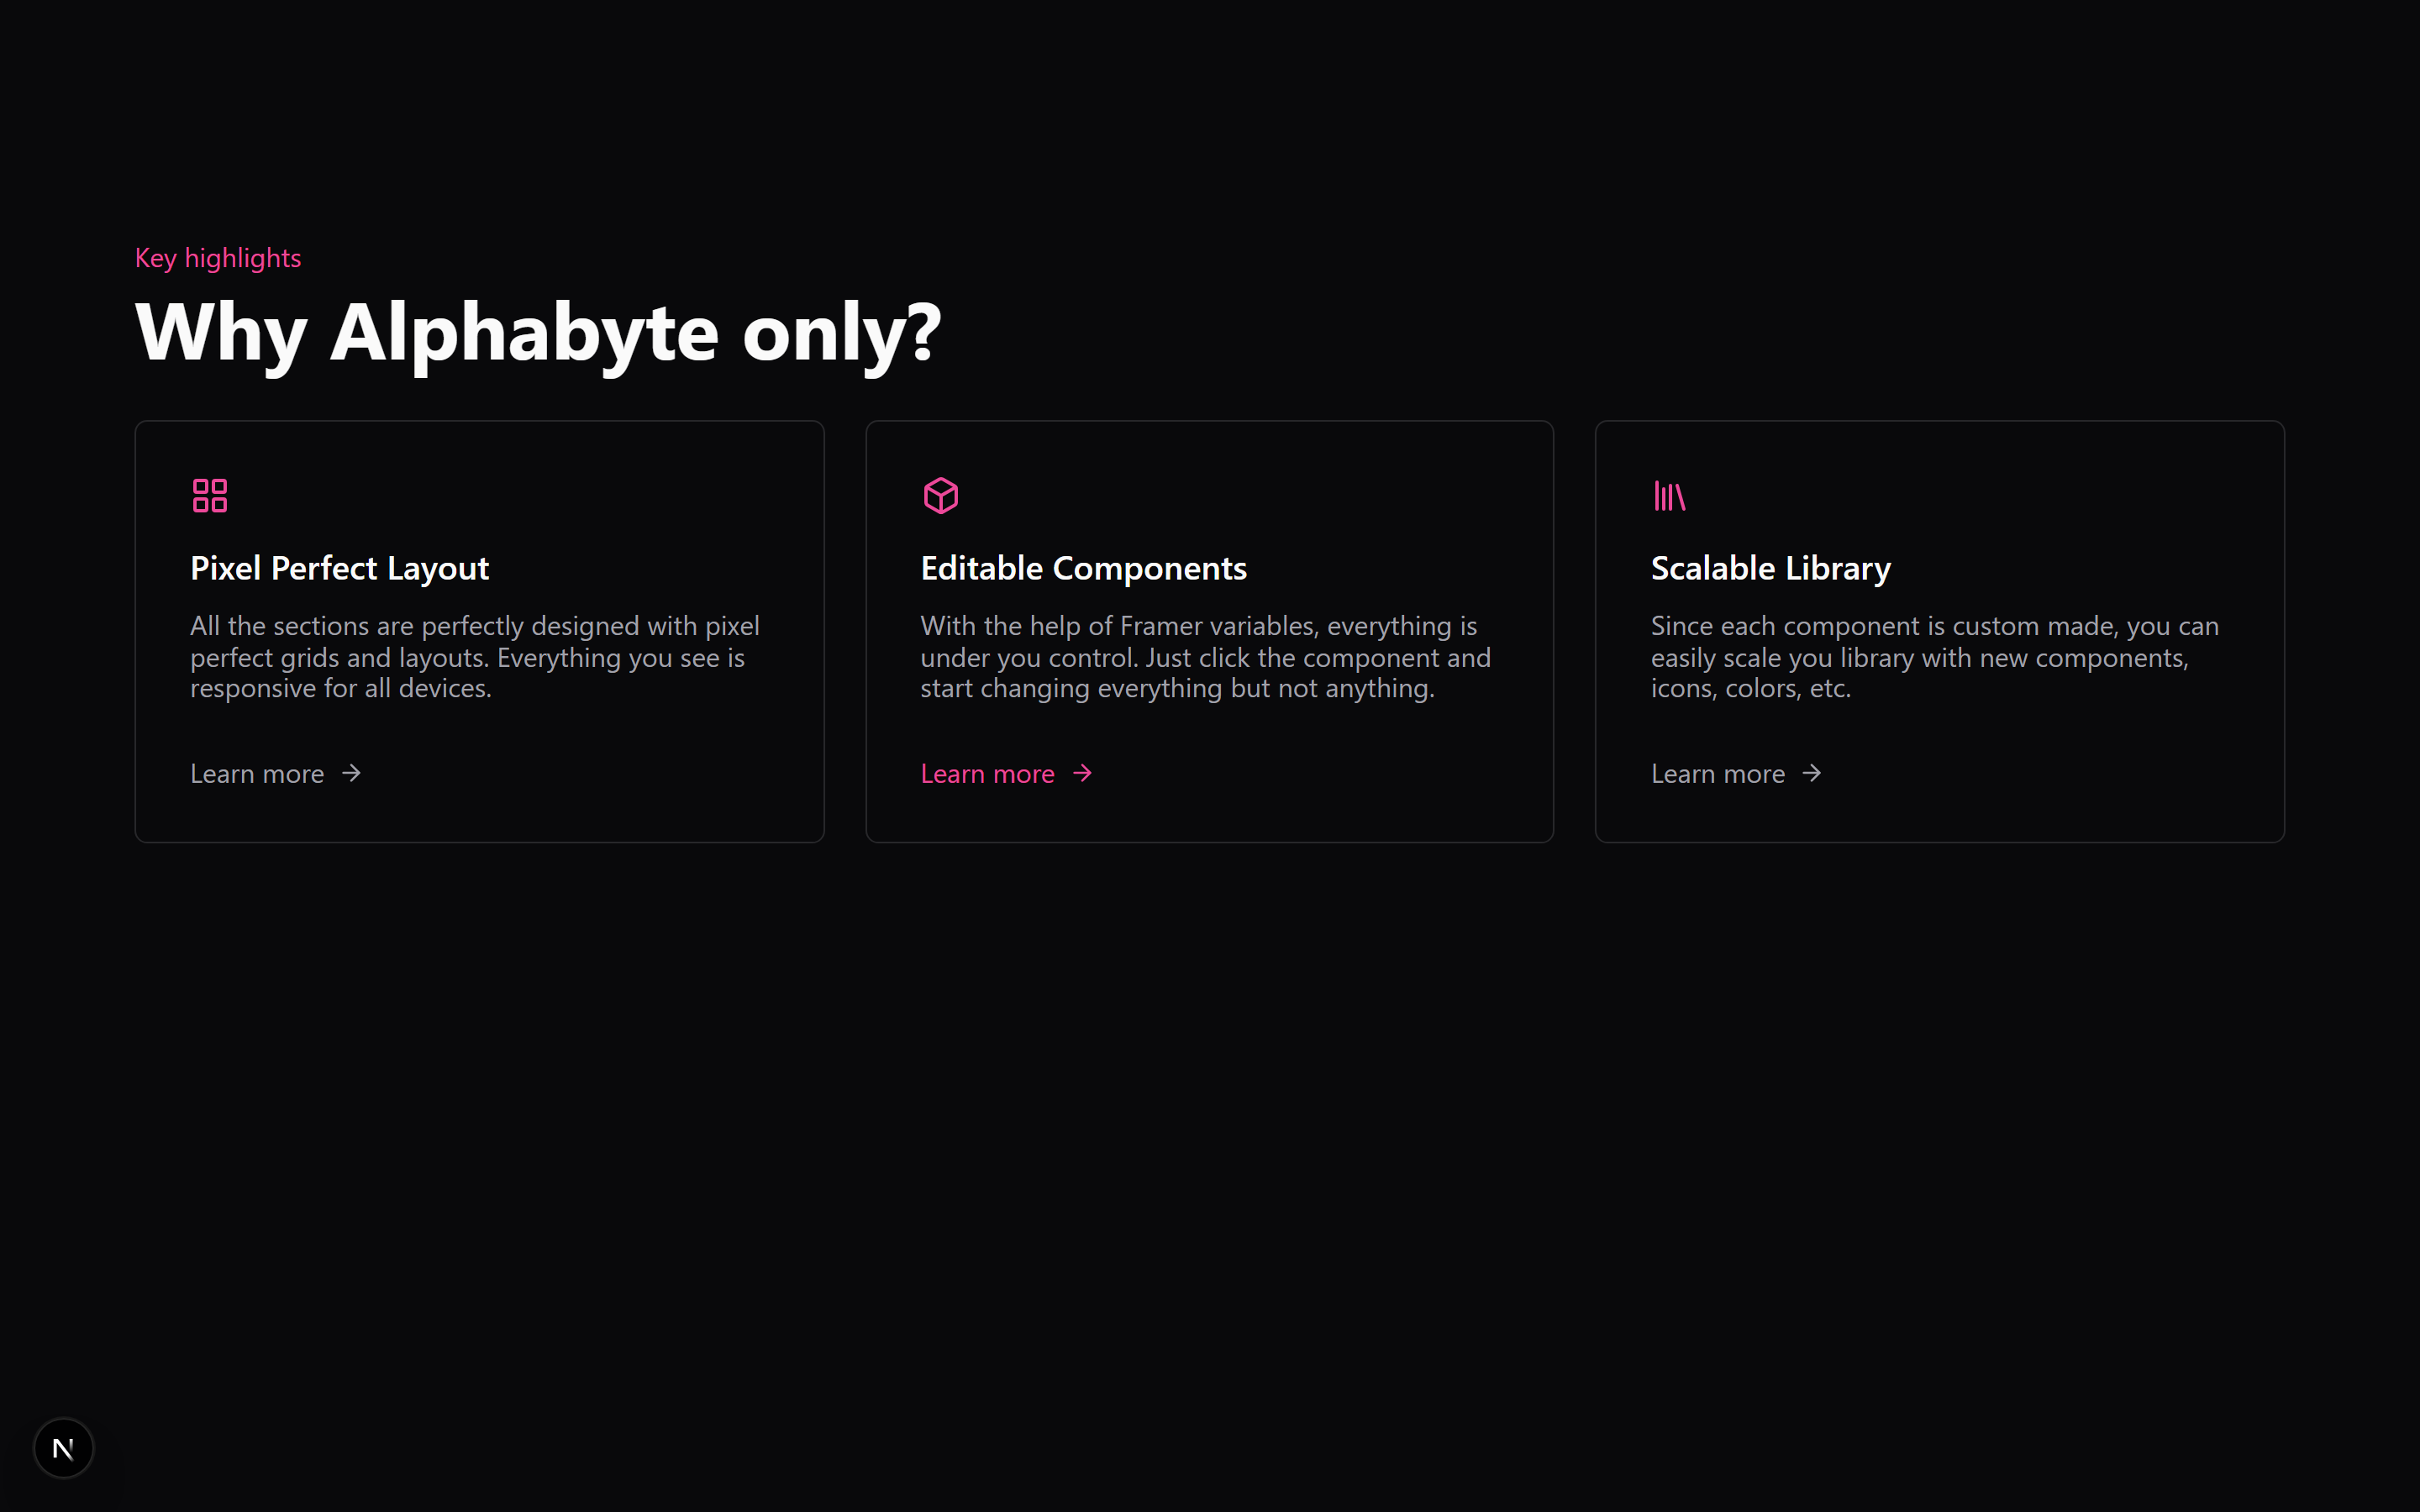 Key highlights
Why Alphabyte only?
Pixel Perfect Layout
All the sections are perfectly designed with pixel
perfect grids and layouts. Everything you see is
responsive for all devices.
Learn more
Editable Components
With the help of Framer variables, everything is
under you control. Just click the component and
start changing everything but not anything.
Learn more
Scalable Library
Since each component is custom made, you can
easily scale you library with new components,
icons, colors, etc.
Learn more
N